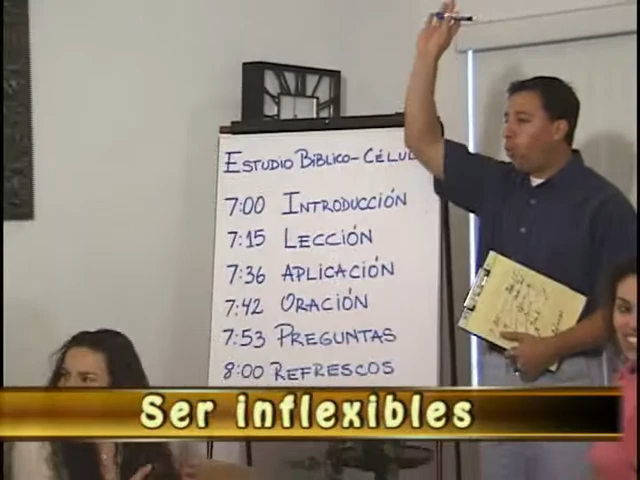 ESTUDIO BÍBLICO-CÉLUL
7:00 INTRODUCCIÓN
7:15 LECCIÓN
7:36 APLICACIÓN
7:42 ORACIÓN
7:53 PREGUNTAS
8:00 REFRESCOS
Ser inflexibles